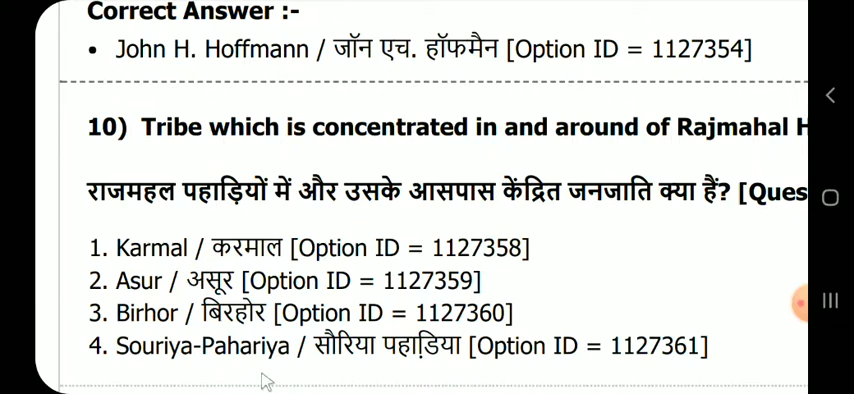 Correct Answer :-
• John H. Hoffmann / जॉन एच. हॉफमैन [Option ID = 1127354]
10) Tribe which is concentrated in and around of Rajmahal H
राजमहल पहाड़ियों में और उसके आसपास केंद्रित जनजाति क्या हैं? [Ques
1. Karmal / करमाल [Option ID = 1127358]
2. Asur / असूर [Option ID = 1127359]
3. Birhor / बिरहोर [Option ID = 1127360]
4. Souriya-Pahariya / सौरिया पहाड़िया [Option ID = 1127361]